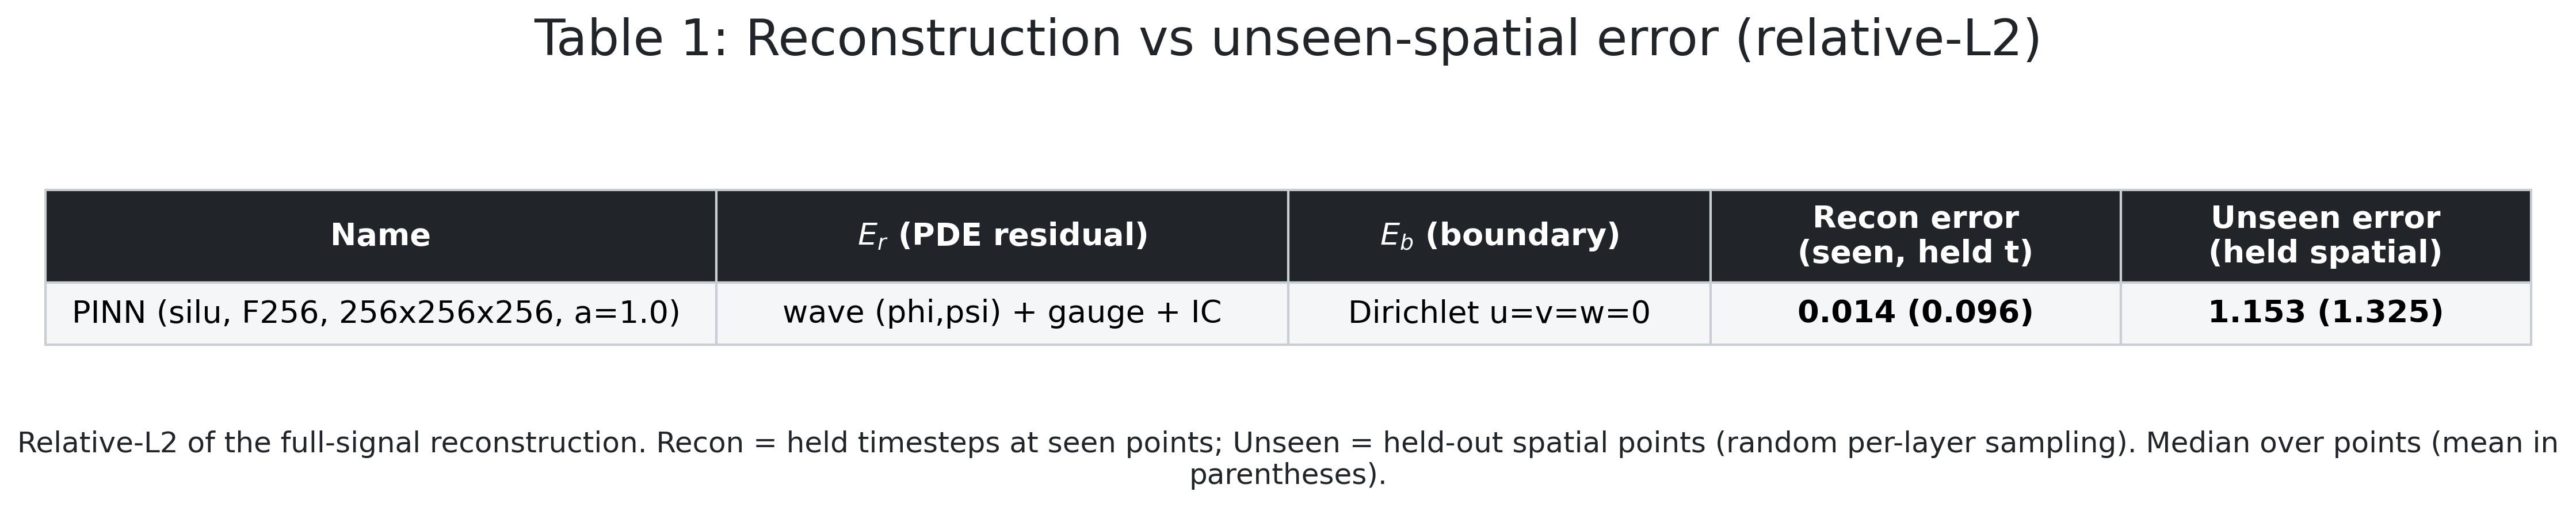 Table 1: Reconstruction vs unseen-spatial error (relative-L2)
Name
E_r (PDE residual)
E_b (boundary)
Recon error
(seen, held t)
Unseen error
(held spatial)
PINN (silu, F256, 256x256x256, a=1.0)
wave (phi,psi) + gauge + IC
Dirichlet u=v=w=0
0.014 (0.096)
1.153 (1.325)
Relative-L2 of the full-signal reconstruction. Recon = held timesteps at seen points; Unseen = held-out spatial points (random per-layer sampling). Median over points (mean in
parentheses).